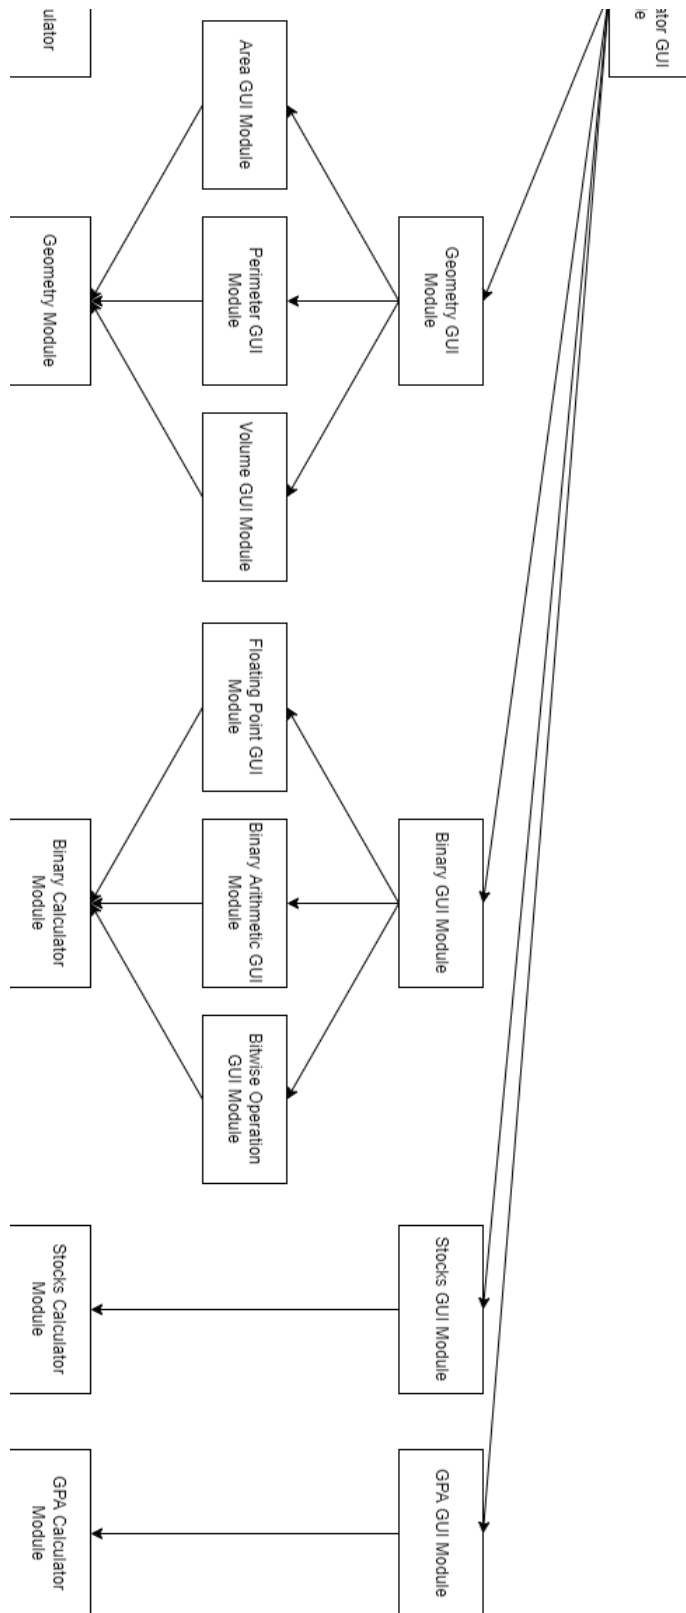 ator GUI
le
Geometry GUI
Module
Binary GUI Module
Stocks GUI Module
GPA GUI Module
Area GUI Module
Perimeter GUI
Module
Volume GUI Module
Floating Point GUI
Module
Binary Arithmetic GUI
Module
Bitwise Operation
GUI Module
ulator
Geometry Module
Binary Calculator
Module
Stocks Calculator
Module
GPA Calculator
Module